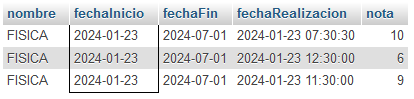 nombre fechaInicio fechaFin fechaRealizacion nota
FISICA 2024-01-23 2024-07-01 2024-01-23 07:30:30 10
FISICA 2024-01-23 2024-07-01 2024-01-23 12:30:00 6
FISICA 2024-01-23 2024-07-01 2024-01-23 11:30:00 9